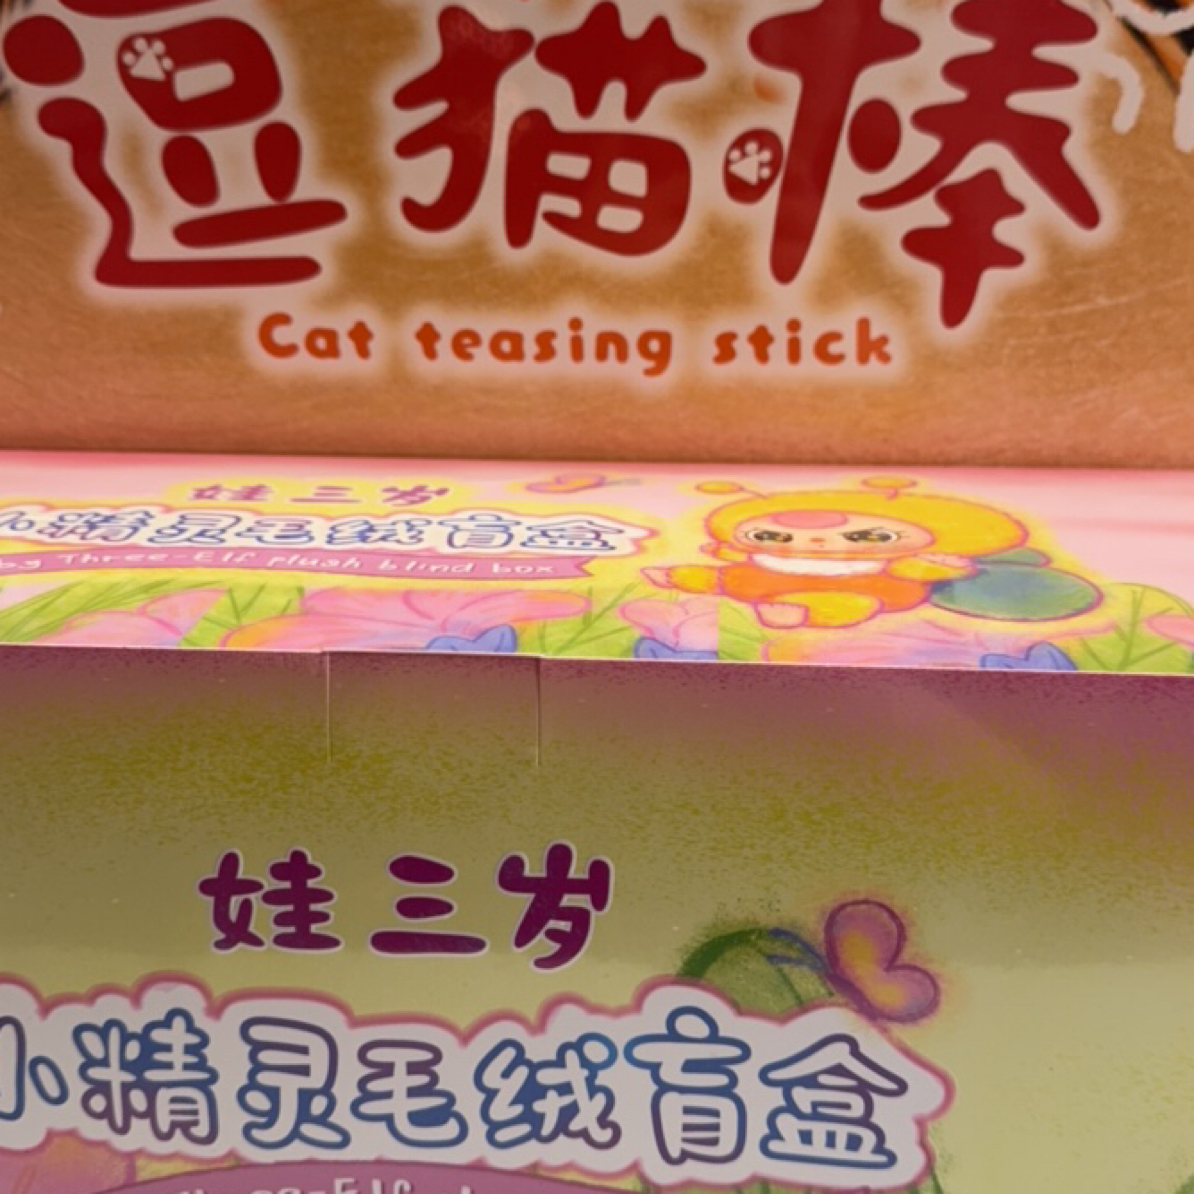 逗猫棒
Cat teasing stick
娃三岁
小精灵毛绒盲盒
Three-Elf plush blind box
娃三岁
小精灵毛绒盲盒